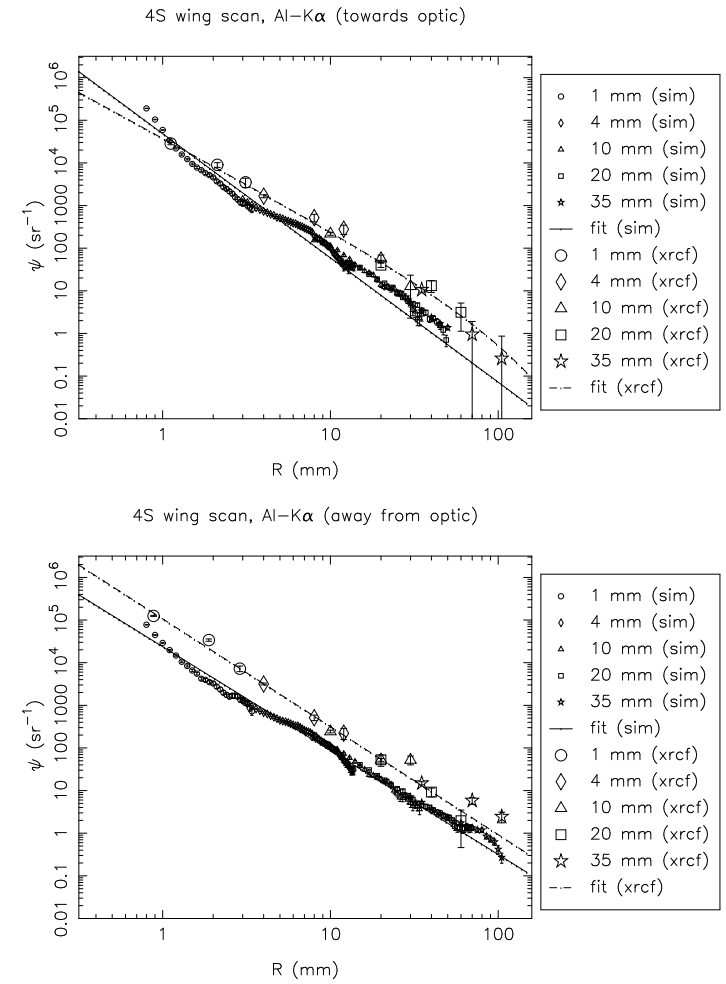 4S wing scan, Al−Kα (towards optic)
10^6
10^5
10^4
1000
100
10
1
0.1
0.01
ψ (sr^−1)
1 10 100
R (mm)
1 mm (sim)
4 mm (sim)
10 mm (sim)
20 mm (sim)
35 mm (sim)
fit (sim)
1 mm (xrcf)
4 mm (xrcf)
10 mm (xrcf)
20 mm (xrcf)
35 mm (xrcf)
fit (xrcf)
4S wing scan, Al−Kα (away from optic)
10^6
10^5
10^4
1000
100
10
1
0.1
0.01
ψ (sr^−1)
1 10 100
R (mm)
1 mm (sim)
4 mm (sim)
10 mm (sim)
20 mm (sim)
35 mm (sim)
fit (sim)
1 mm (xrcf)
4 mm (xrcf)
10 mm (xrcf)
20 mm (xrcf)
35 mm (xrcf)
fit (xrcf)